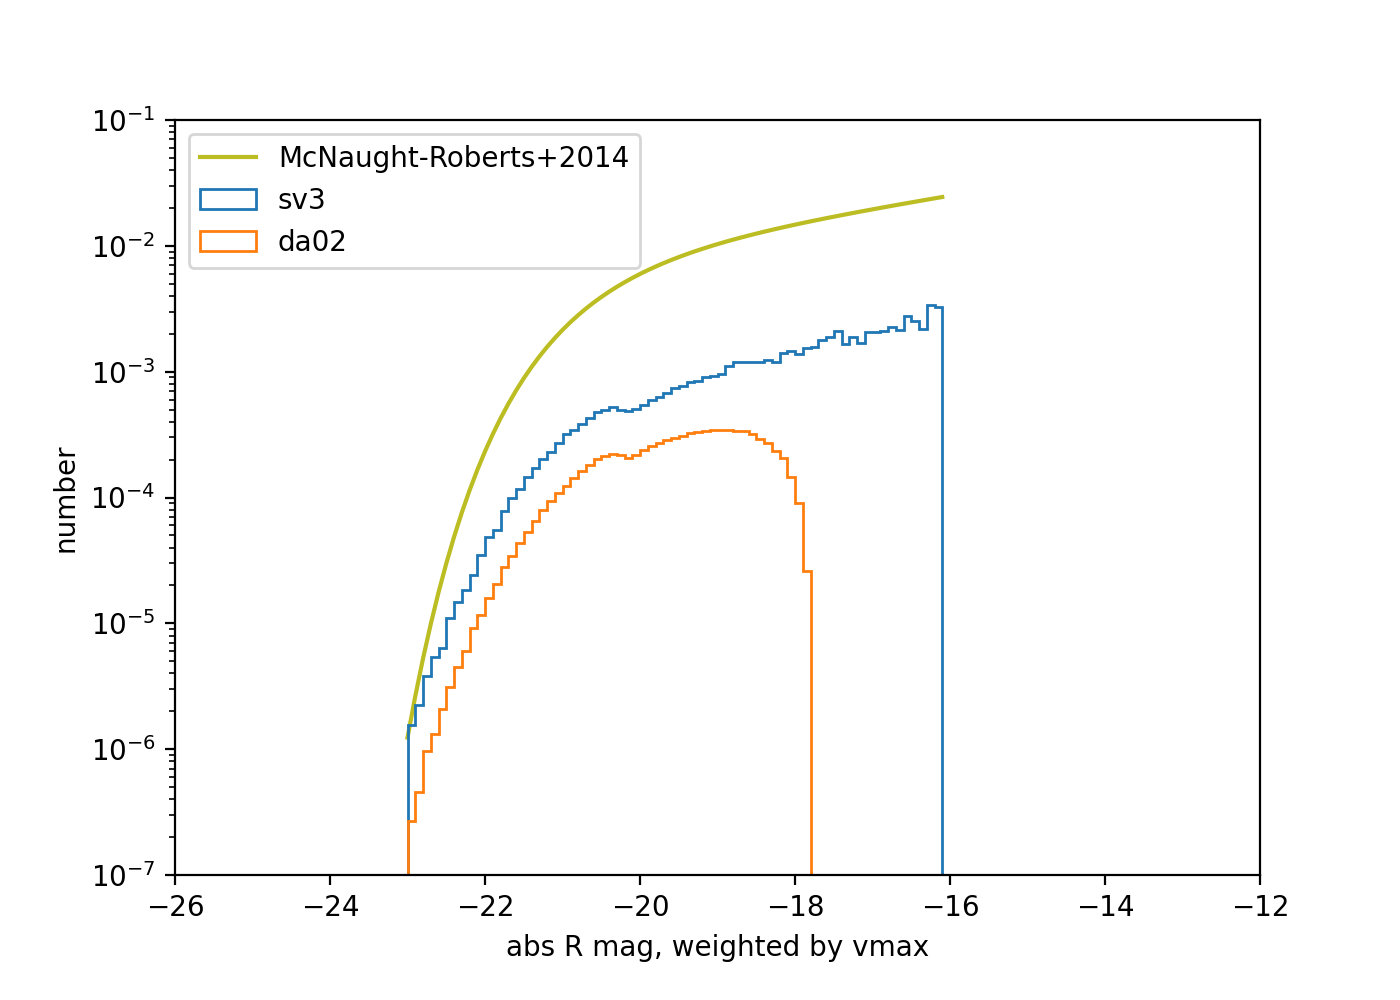 10⁻¹
10⁻²
10⁻³
10⁻⁴
10⁻⁵
10⁻⁶
10⁻⁷
number
McNaught-Roberts+2014
sv3
da02
−26 −24 −22 −20 −18 −16 −14 −12
abs R mag, weighted by vmax